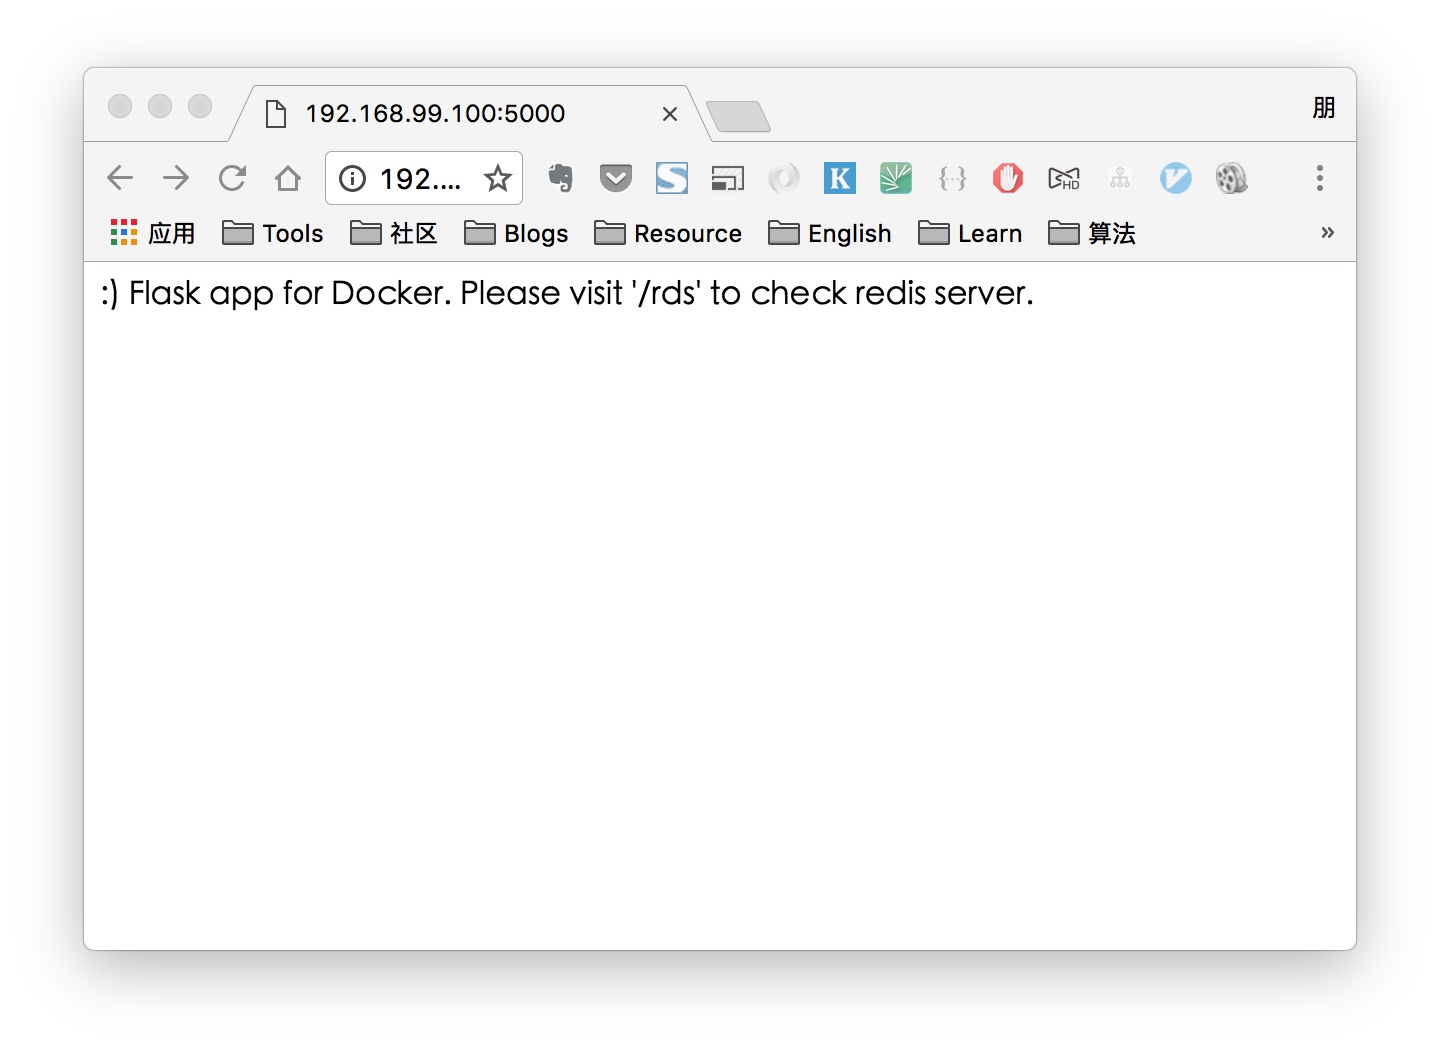 192.168.99.100:5000
朋
192....
K
HD
应用 Tools 社区 Blogs Resource English Learn 算法 »
:) Flask app for Docker. Please visit '/rds' to check redis server.